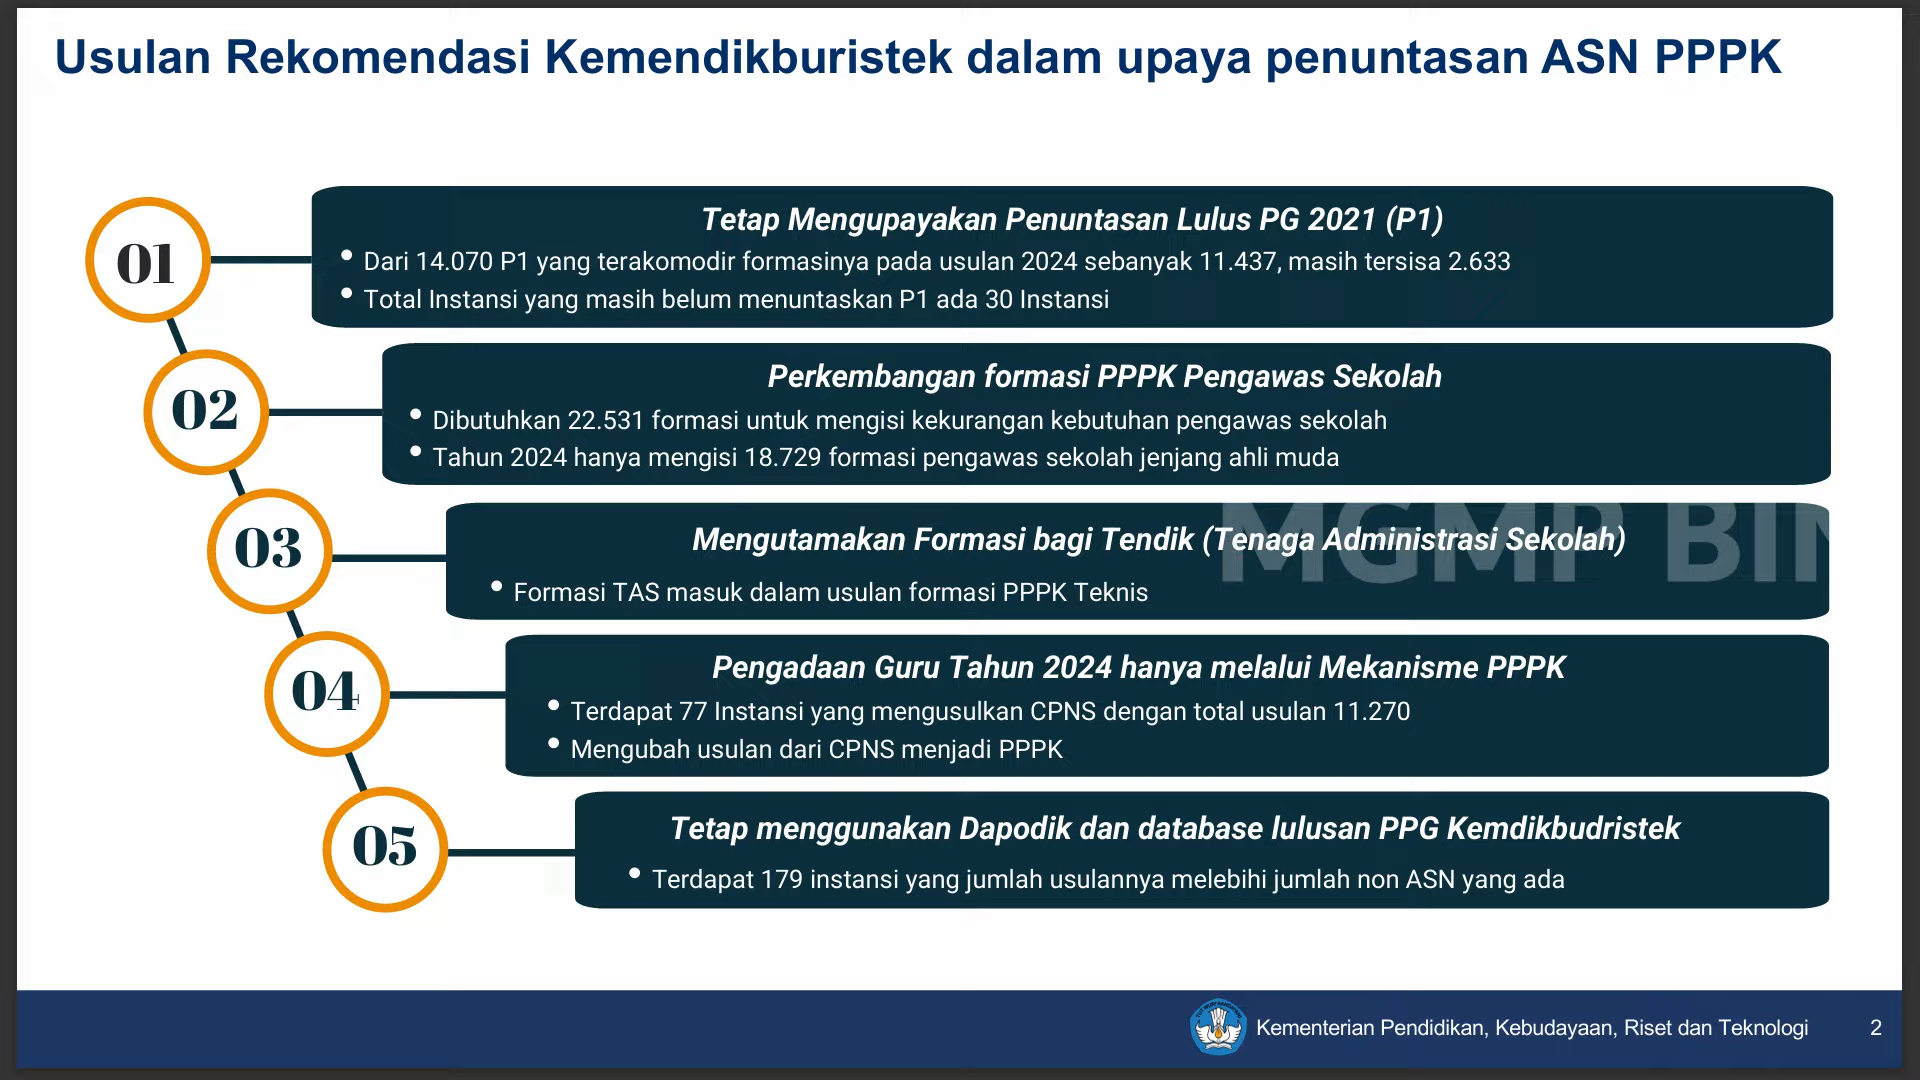 Usulan Rekomendasi Kemendikburistek dalam upaya penuntasan ASN PPPK
01
Tetap Mengupayakan Penuntasan Lulus PG 2021 (P1)
• Dari 14.070 P1 yang terakomodir formasinya pada usulan 2024 sebanyak 11.437, masih tersisa 2.633
• Total Instansi yang masih belum menuntaskan P1 ada 30 Instansi
02
Perkembangan formasi PPPK Pengawas Sekolah
• Dibutuhkan 22.531 formasi untuk mengisi kekurangan kebutuhan pengawas sekolah
• Tahun 2024 hanya mengisi 18.729 formasi pengawas sekolah jenjang ahli muda
03
MGMP BIN
Mengutamakan Formasi bagi Tendik (Tenaga Administrasi Sekolah)
• Formasi TAS masuk dalam usulan formasi PPPK Teknis
04
Pengadaan Guru Tahun 2024 hanya melalui Mekanisme PPPK
• Terdapat 77 Instansi yang mengusulkan CPNS dengan total usulan 11.270
• Mengubah usulan dari CPNS menjadi PPPK
05
Tetap menggunakan Dapodik dan database lulusan PPG Kemdikbudristek
• Terdapat 179 instansi yang jumlah usulannya melebihi jumlah non ASN yang ada
Kementerian Pendidikan, Kebudayaan, Riset dan Teknologi
2